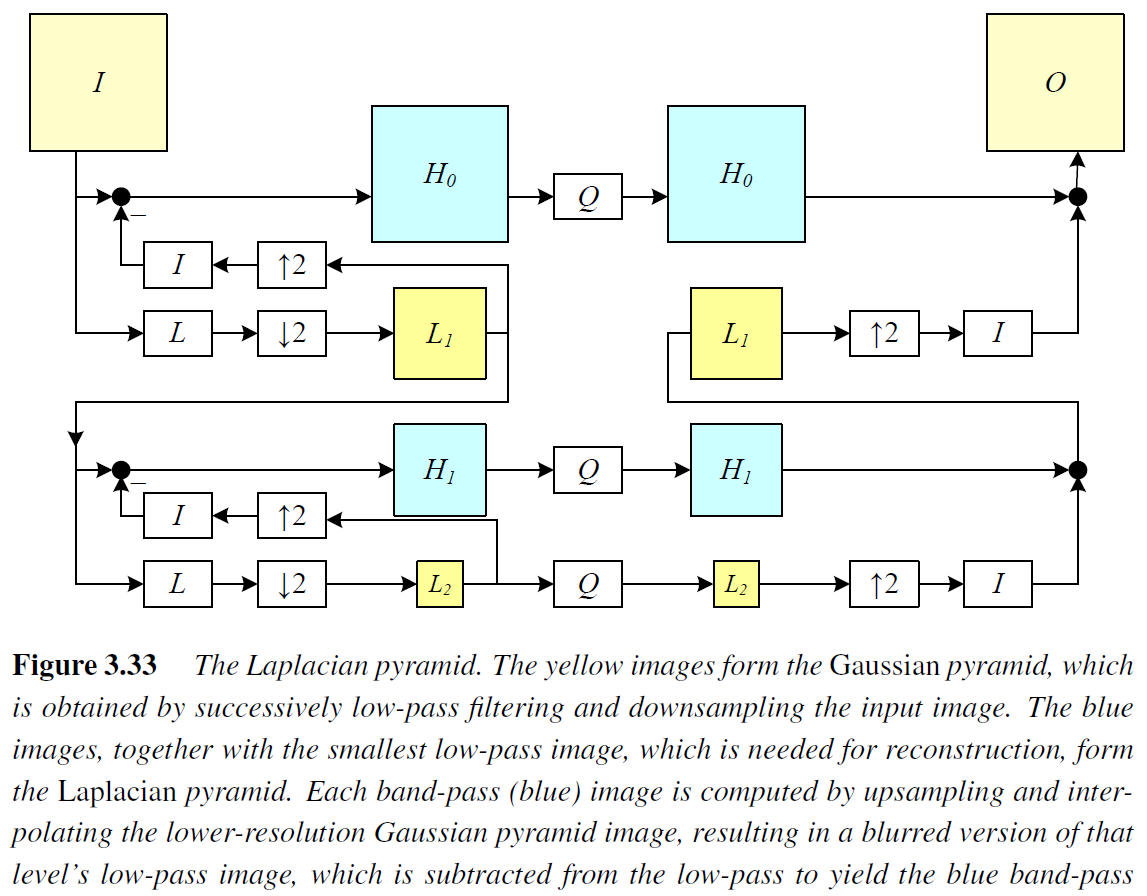 I O
H0 Q H0
–
I ↑2
L ↓2 L1 L1 ↑2 I
H1 Q H1
–
I ↑2
L ↓2 L2 Q L2 ↑2 I
Figure 3.33 The Laplacian pyramid. The yellow images form the Gaussian pyramid, which
is obtained by successively low-pass filtering and downsampling the input image. The blue
images, together with the smallest low-pass image, which is needed for reconstruction, form
the Laplacian pyramid. Each band-pass (blue) image is computed by upsampling and inter-
polating the lower-resolution Gaussian pyramid image, resulting in a blurred version of that
level's low-pass image, which is subtracted from the low-pass to yield the blue band-pass